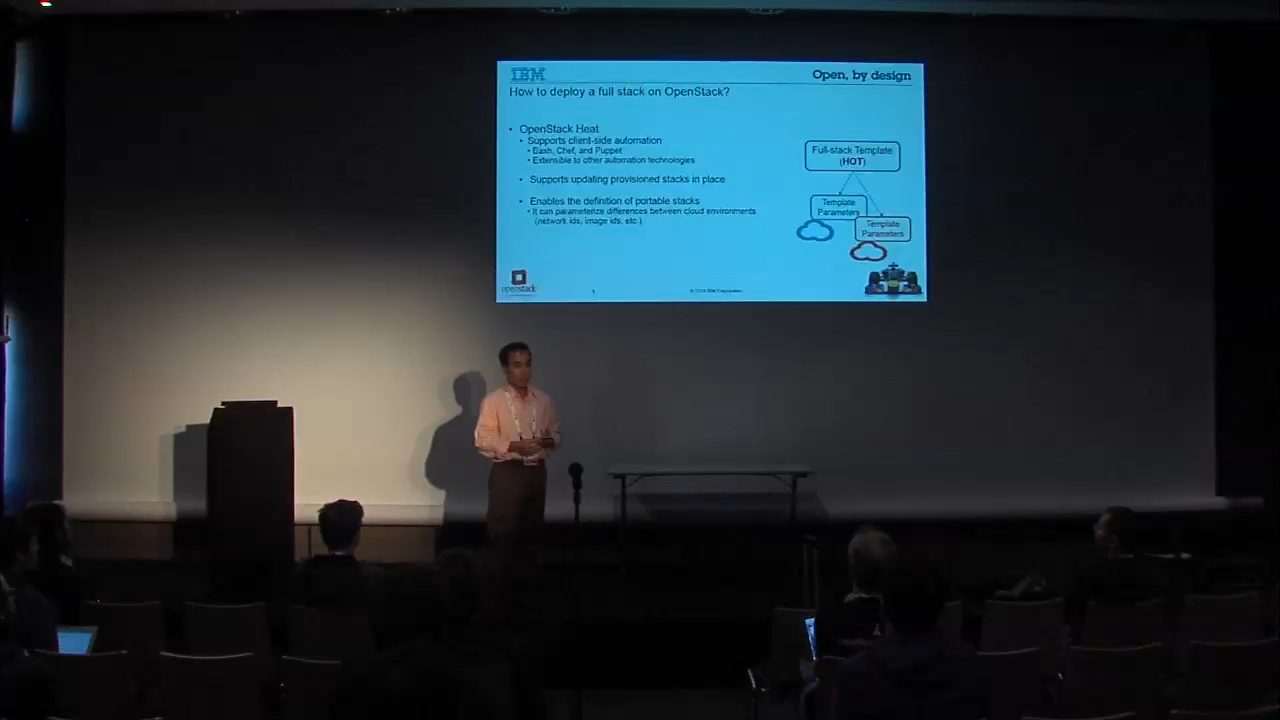 IBM
Open, by design
How to deploy a full stack on OpenStack?
• OpenStack Heat
• Supports client-side automation
• Bash, Chef, and Puppet
• Extensible to other automation technologies
• Supports updating provisioned stacks in place
• Enables the definition of portable stacks
• It can parameterize differences between cloud environments
(network ids, image ids, etc.)
Full-stack Template
(HOT)
Template
Parameters
Template
Parameters
openstack
IBM Corporation